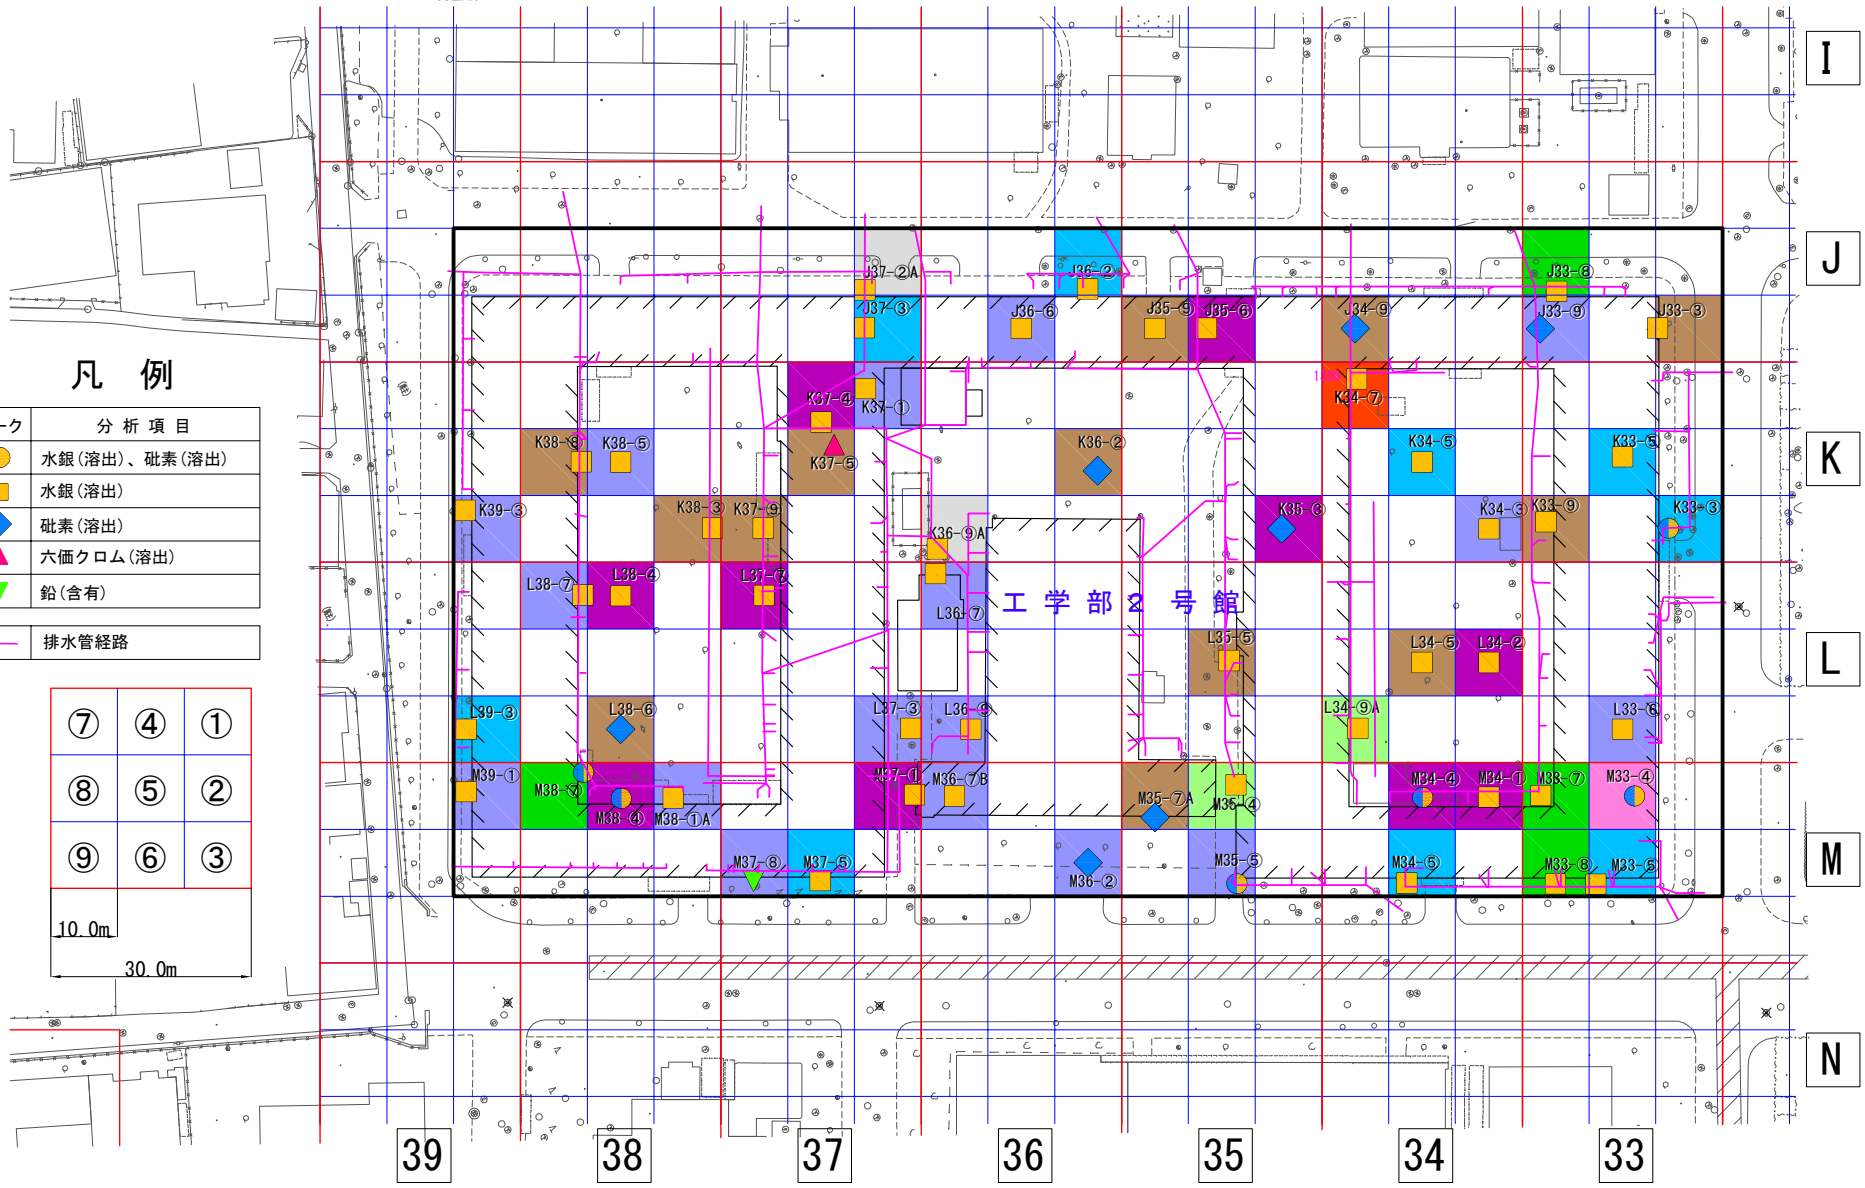 I
J
J37-②A
J36-②
J33-⑧
J37-③
J36-⑥
J35-⑨
J35-⑥
J34-⑨
J33-⑨
J33-③
凡 例
ーク 分 析 項 目
水銀(溶出)、砒素(溶出)
水銀(溶出)
砒素(溶出)
六価クロム(溶出)
鉛(含有)
排水管経路
K37-④
K37-①
K34-⑦
K38-⑧
K38-⑤
K37-⑤
K36-②
K34-⑤
K33-⑤
K
K39-③
K38-③
K37-⑨
K36-⑨A
K35-③
K34-③
K33-⑨
K33-③
L38-⑦
L38-④
L37-⑦
L36-⑦
工 学 部 2 号 館
L35-⑤
L34-⑤
L34-②
L
L39-③
L38-⑥
L37-③
L36-⑨
L34-⑨A
L33-⑥
M39-①
M38-⑦
M38-④
M38-①A
M37-①
M36-⑦B
M35-⑦A
M35-④
M34-④
M34-①
M33-⑦
M33-④
M37-⑧
M37-⑤
M36-②
M35-⑤
M34-⑤
M33-⑧
M33-⑤
M
⑦ ④ ①
⑧ ⑤ ②
⑨ ⑥ ③
10.0m
30.0m
N
39 38 37 36 35 34 33